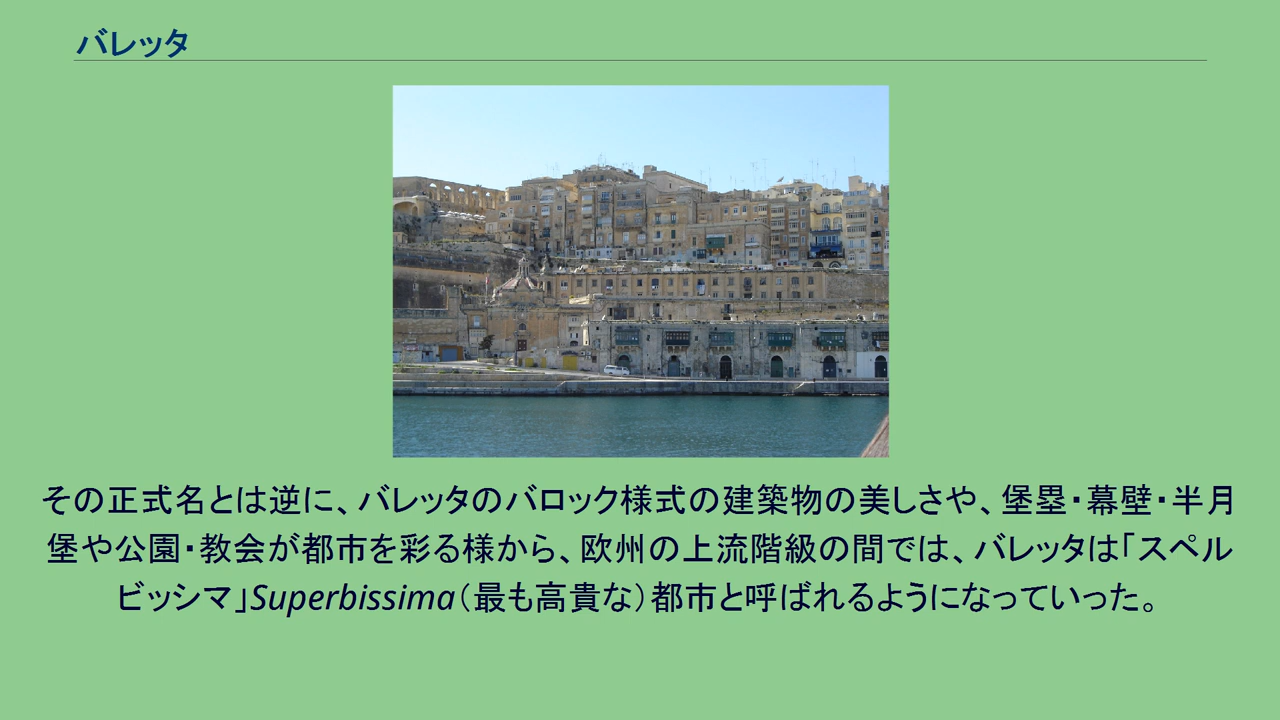 バレッタ
その正式名とは逆に、バレッタのバロック様式の建築物の美しさや、堡塁・幕壁・半月
堡や公園・教会が都市を彩る様から、欧州の上流階級の間では、バレッタは「スペル
ビッシマ」Superbissima（最も高貴な）都市と呼ばれるようになっていった。